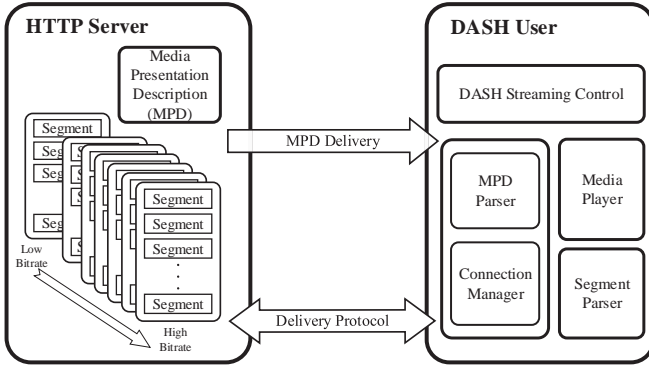 HTTP Server
Media
Presentation
Description
(MPD)
Segment
Segment
Segment
Segment
Segment
Segment
.
.
.
Segment
Low
Bitrate
High
Bitrate
MPD Delivery
Delivery Protocol
DASH User
DASH Streaming Control
MPD
Parser
Connection
Manager
Media
Player
Segment
Parser